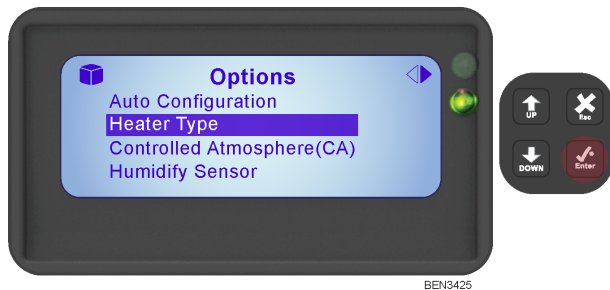 Options
Auto Configuration
Heater Type
Controlled Atmosphere(CA)
Humidify Sensor
UP
Esc
DOWN
Enter
BEN3425